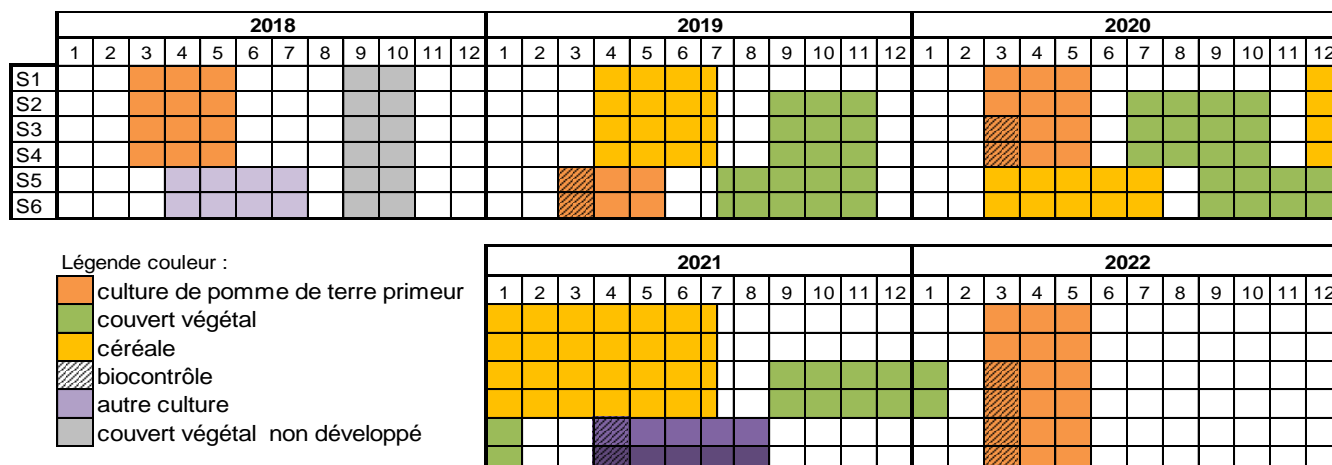 2018 2019 2020
1 2 3 4 5 6 7 8 9 10 11 12 1 2 3 4 5 6 7 8 9 10 11 12 1 2 3 4 5 6 7 8 9 10 11 12
S1
S2
S3
S4
S5
S6
Légende couleur :
culture de pomme de terre primeur
couvert végétal
céréale
biocontrôle
autre culture
couvert végétal non développé
2021 2022
1 2 3 4 5 6 7 8 9 10 11 12 1 2 3 4 5 6 7 8 9 10 11 12